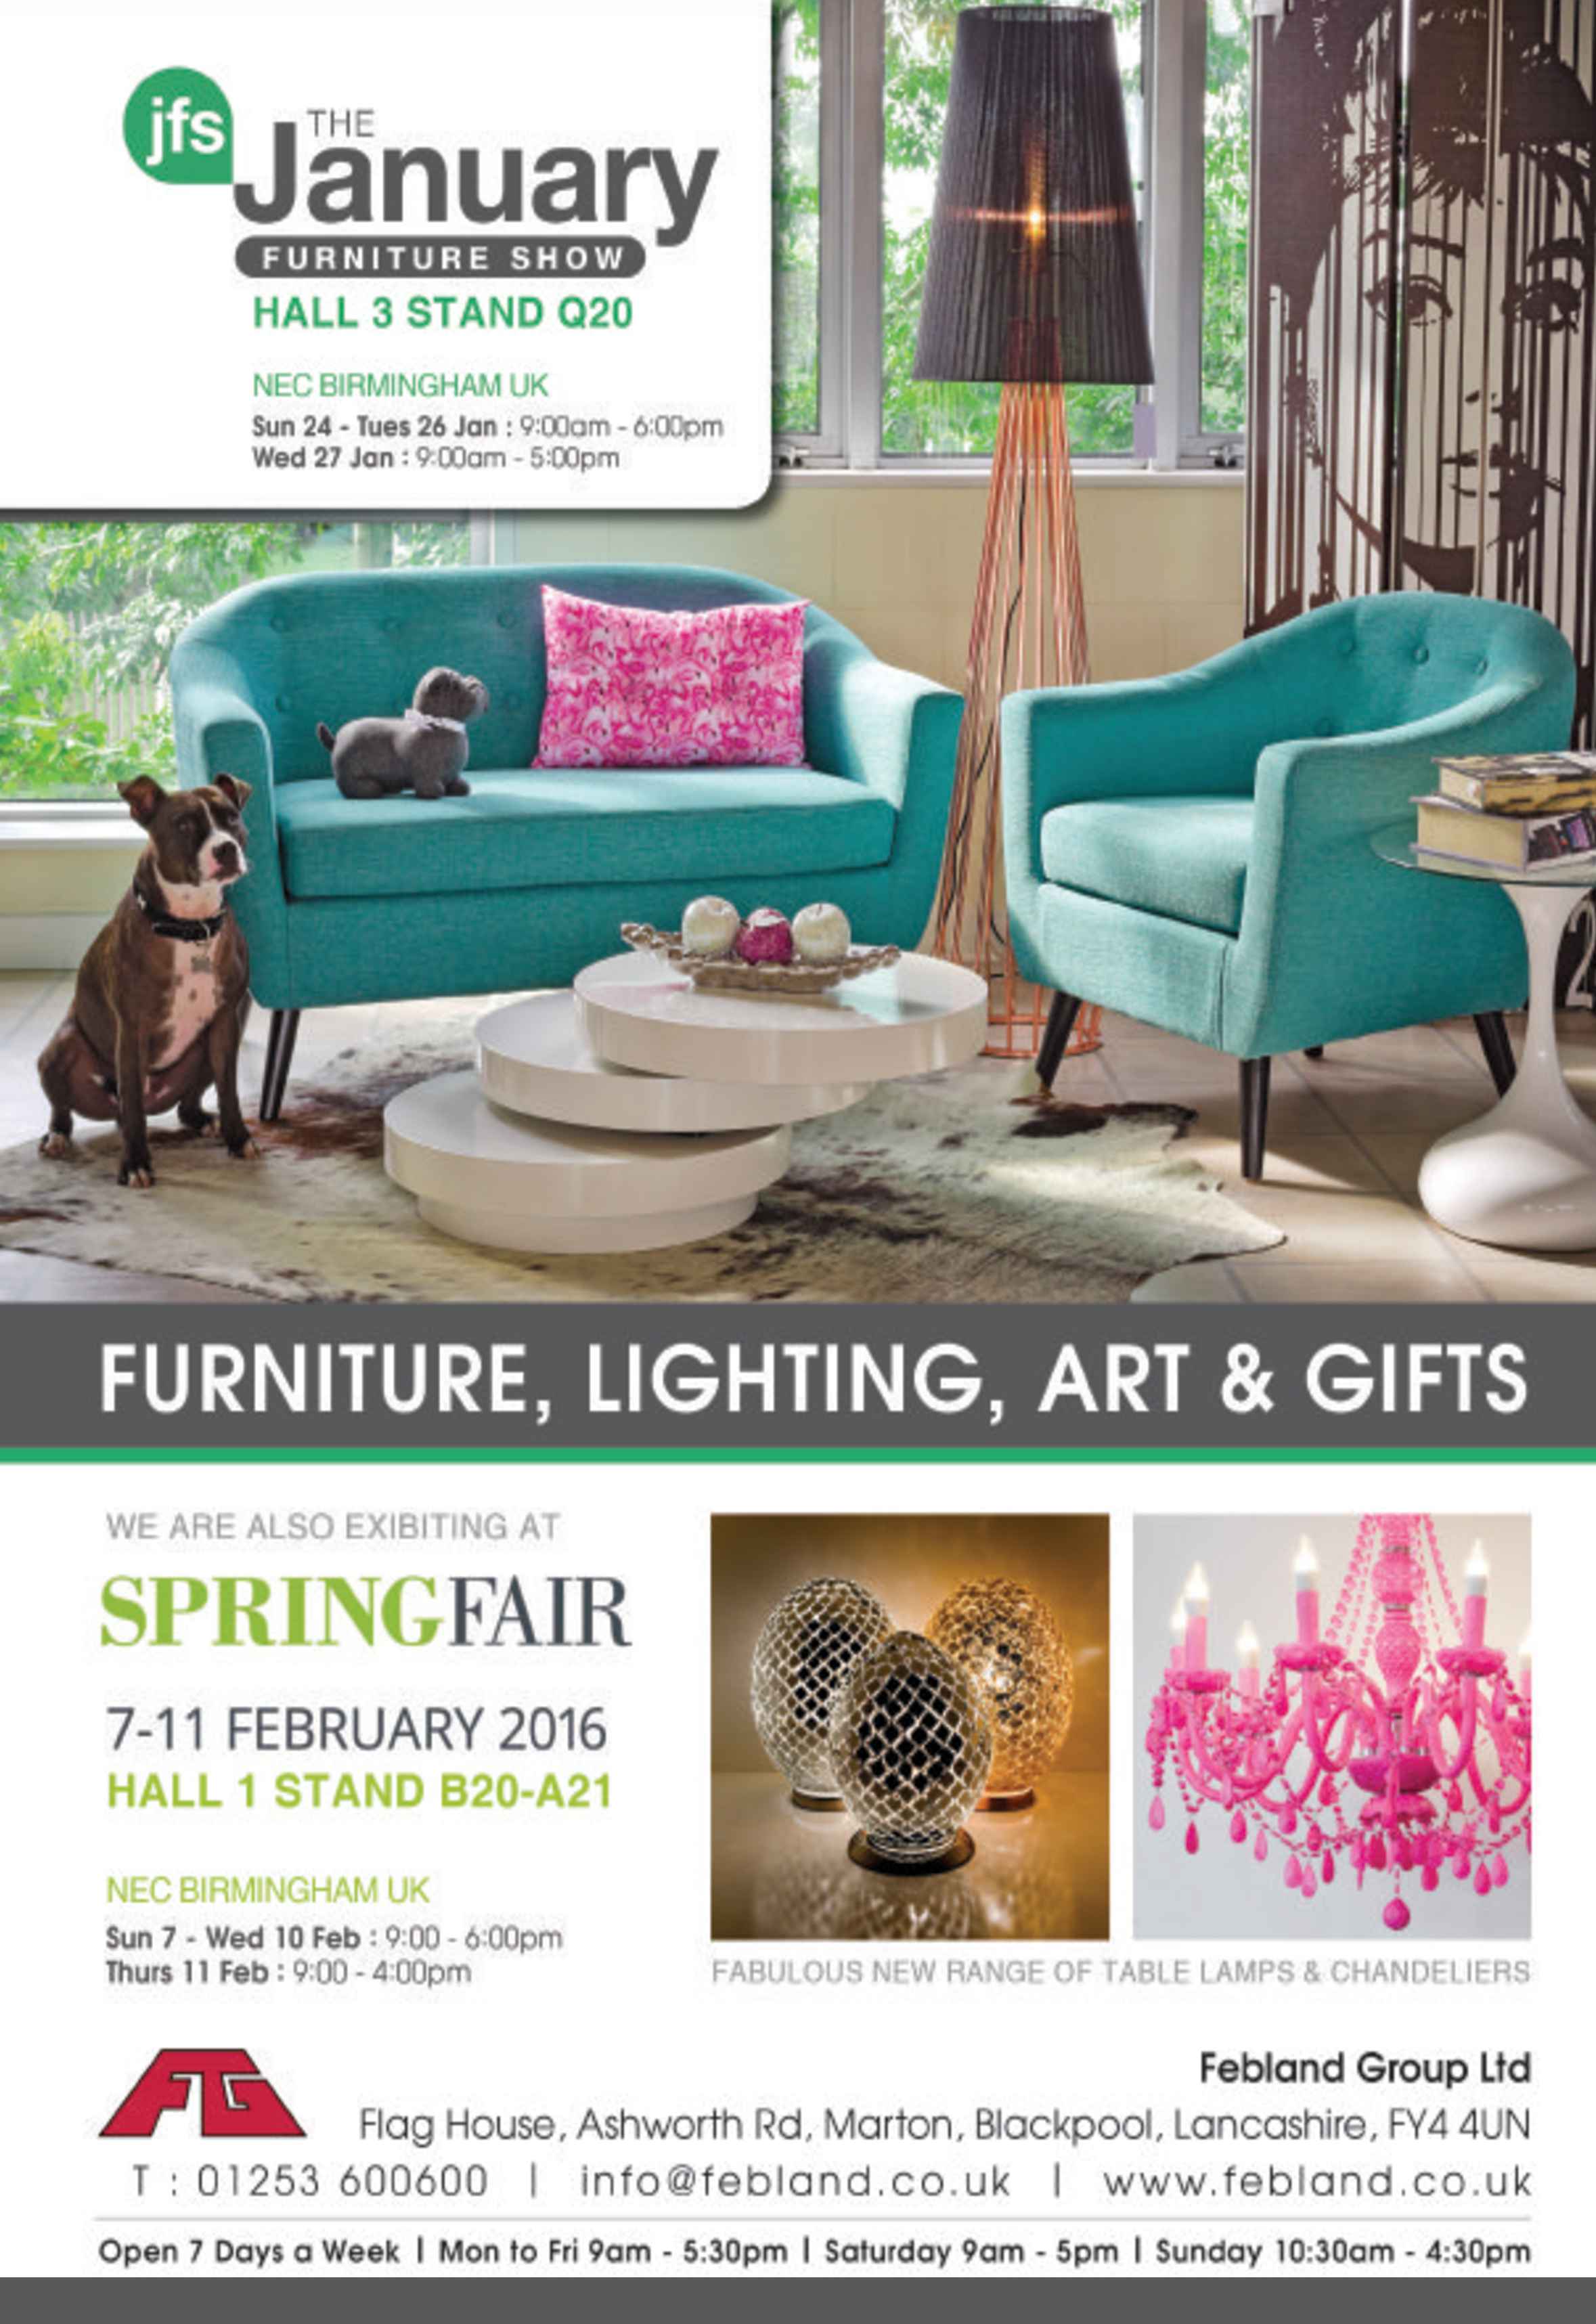 jfs
THE
January
FURNITURE SHOW
HALL 3 STAND Q20
NEC BIRMINGHAM UK
Sun 24 - Tues 26 Jan : 9:00am - 6:00pm
Wed 27 Jan : 9:00am - 5:00pm
FURNITURE, LIGHTING, ART & GIFTS
WE ARE ALSO EXIBITING AT
SPRINGFAIR
7-11 FEBRUARY 2016
HALL 1 STAND B20-A21
NEC BIRMINGHAM UK
Sun 7 - Wed 10 Feb : 9:00 - 6:00pm
Thurs 11 Feb : 9:00 - 4:00pm
FABULOUS NEW RANGE OF TABLE LAMPS & CHANDELIERS
FG
Febland Group Ltd
Flag House, Ashworth Rd, Marton, Blackpool, Lancashire, FY4 4UN
T : 01253 600600 | info@febland.co.uk | www.febland.co.uk
Open 7 Days a Week | Mon to Fri 9am - 5:30pm | Saturday 9am - 5pm | Sunday 10:30am - 4:30pm